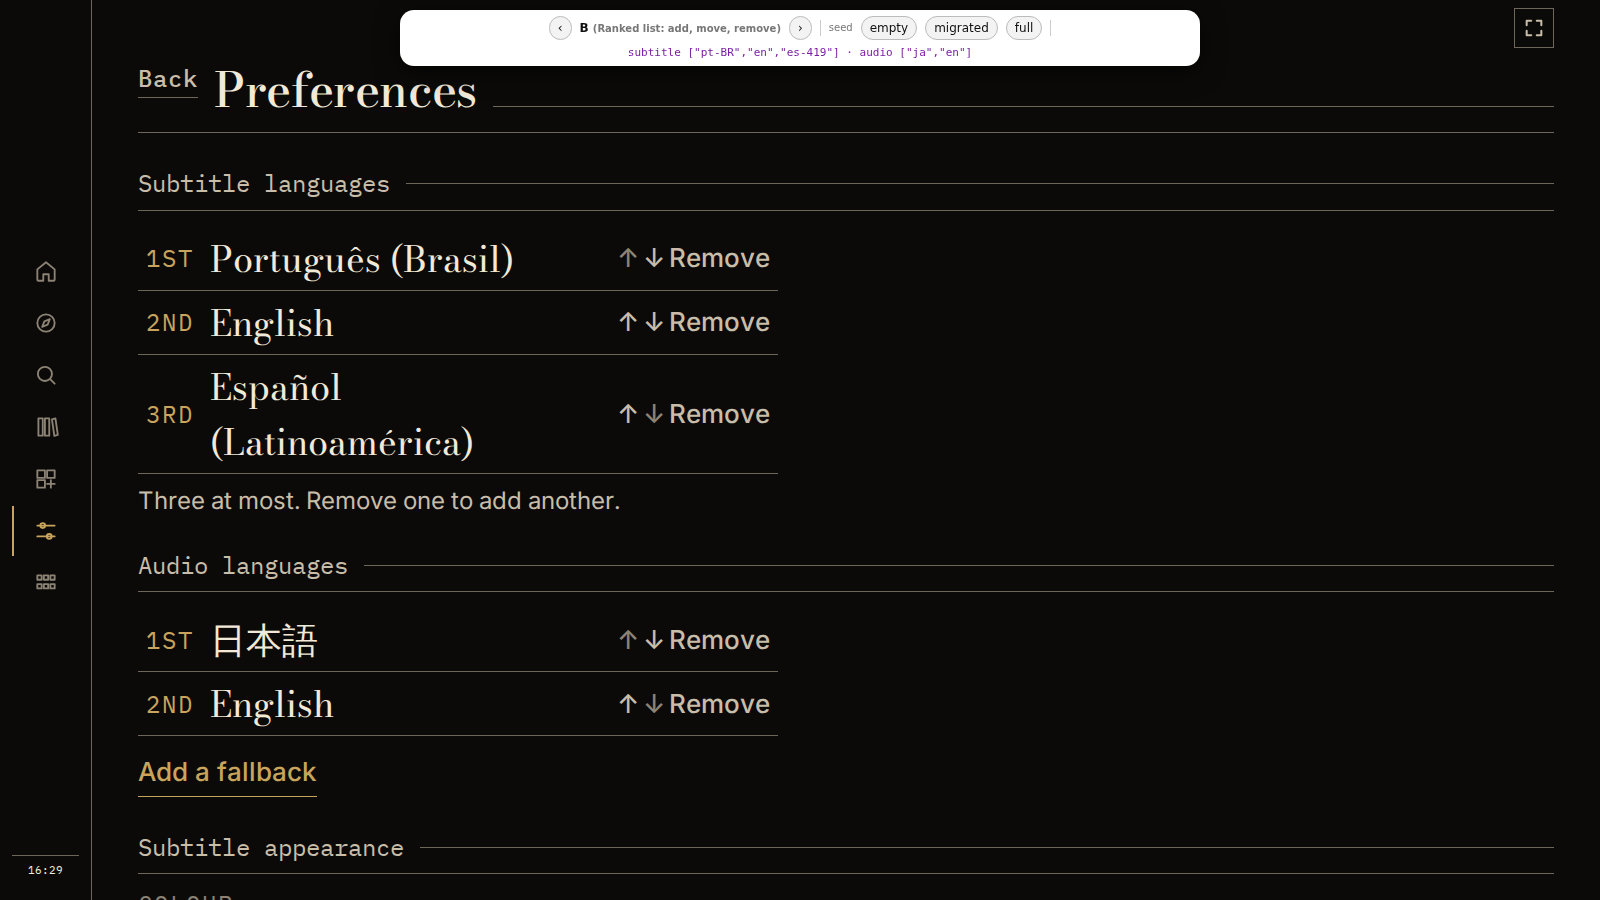 ‹ B (Ranked list: add, move, remove) › seed empty migrated full
subtitle ["pt-BR","en","es-419"] · audio ["ja","en"]
Back Preferences
Subtitle languages
1ST Português (Brasil) ↑ ↓ Remove
2ND English ↑ ↓ Remove
3RD Español (Latinoamérica) ↑ ↓ Remove
Three at most. Remove one to add another.
Audio languages
1ST 日本語 ↑ ↓ Remove
2ND English ↑ ↓ Remove
Add a fallback
Subtitle appearance
16:29